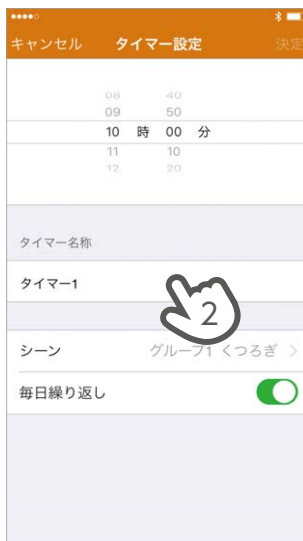 キャンセル タイマー設定 決定
08 40
09 50
10 時 00 分
11 10
12 20
タイマー名称
タイマー1
2
シーン グループ1 くつろぎ >
毎日繰り返し